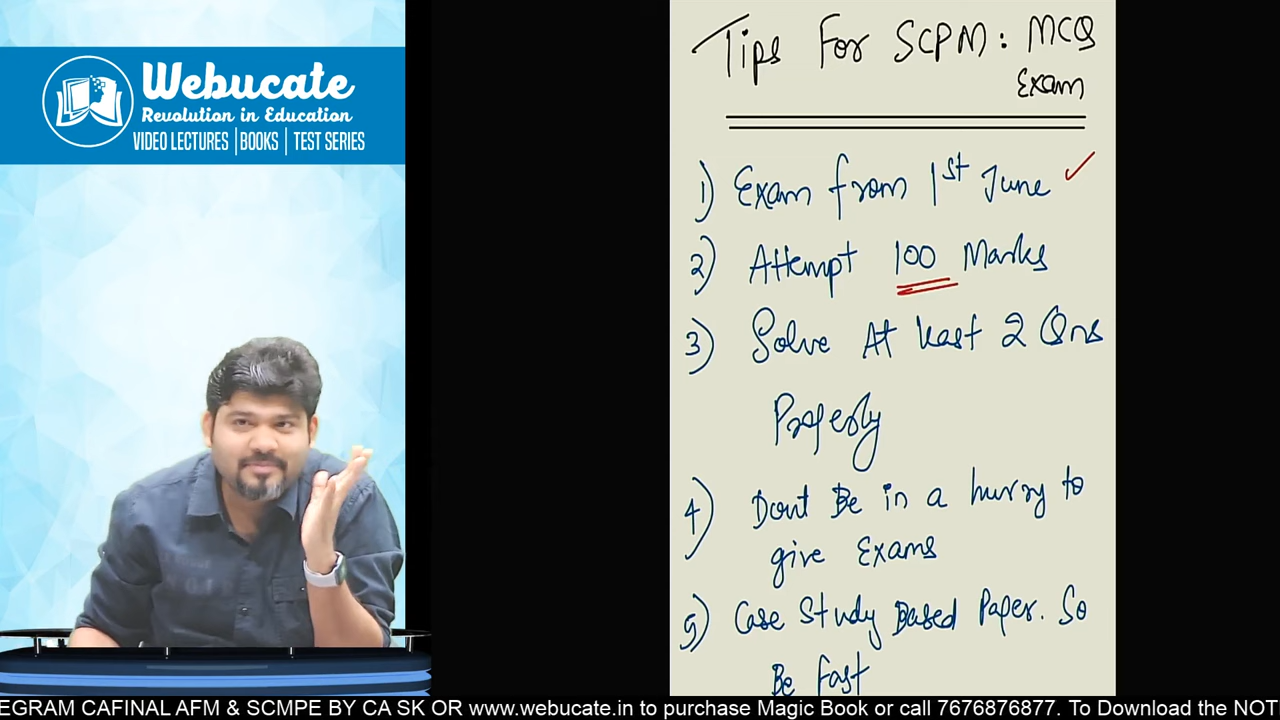 Webucate
Revolution in Education
VIDEO LECTURES | BOOKS | TEST SERIES
Tips For SCPM: MCQ
Exam
1) Exam from 1st June
2) Attempt 100 Marks
3) Solve At least 2 Qns
Properly
4) Dont Be in a hurry to
give Exams
5) Case Study Based Paper. So
Be fast
EGRAM CAFINAL AFM & SCMPE BY CA SK OR www.webucate.in to purchase Magic Book or call 7676876877. To Download the NOT